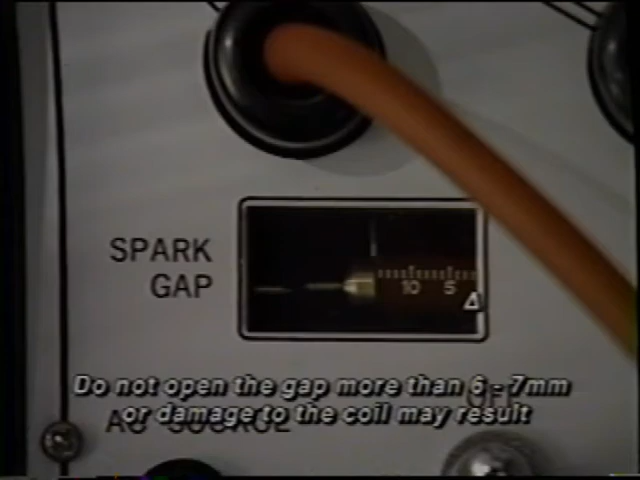 SPARK
GAP
10 5
Do not open the gap more than 6 - 7mm
or damage to the coil may result